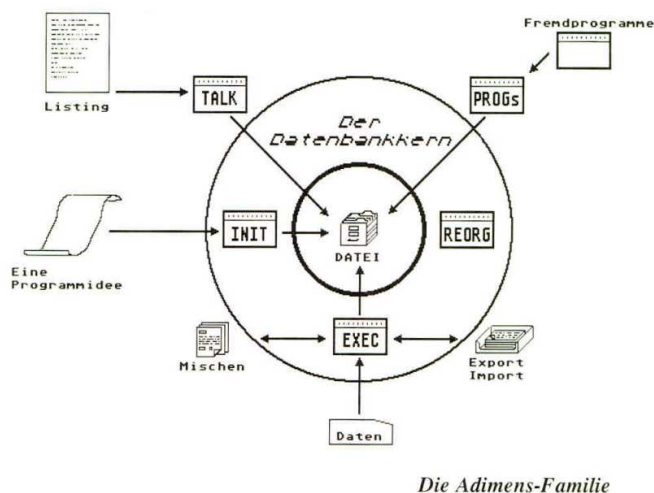 Fremdprogramme
Listing
TALK
PROGs
Der
Datenbankkern
INIT
DATEI
REORG
Eine
Programmidee
EXEC
Mischen
Export
Import
Daten
Die Adimens-Familie